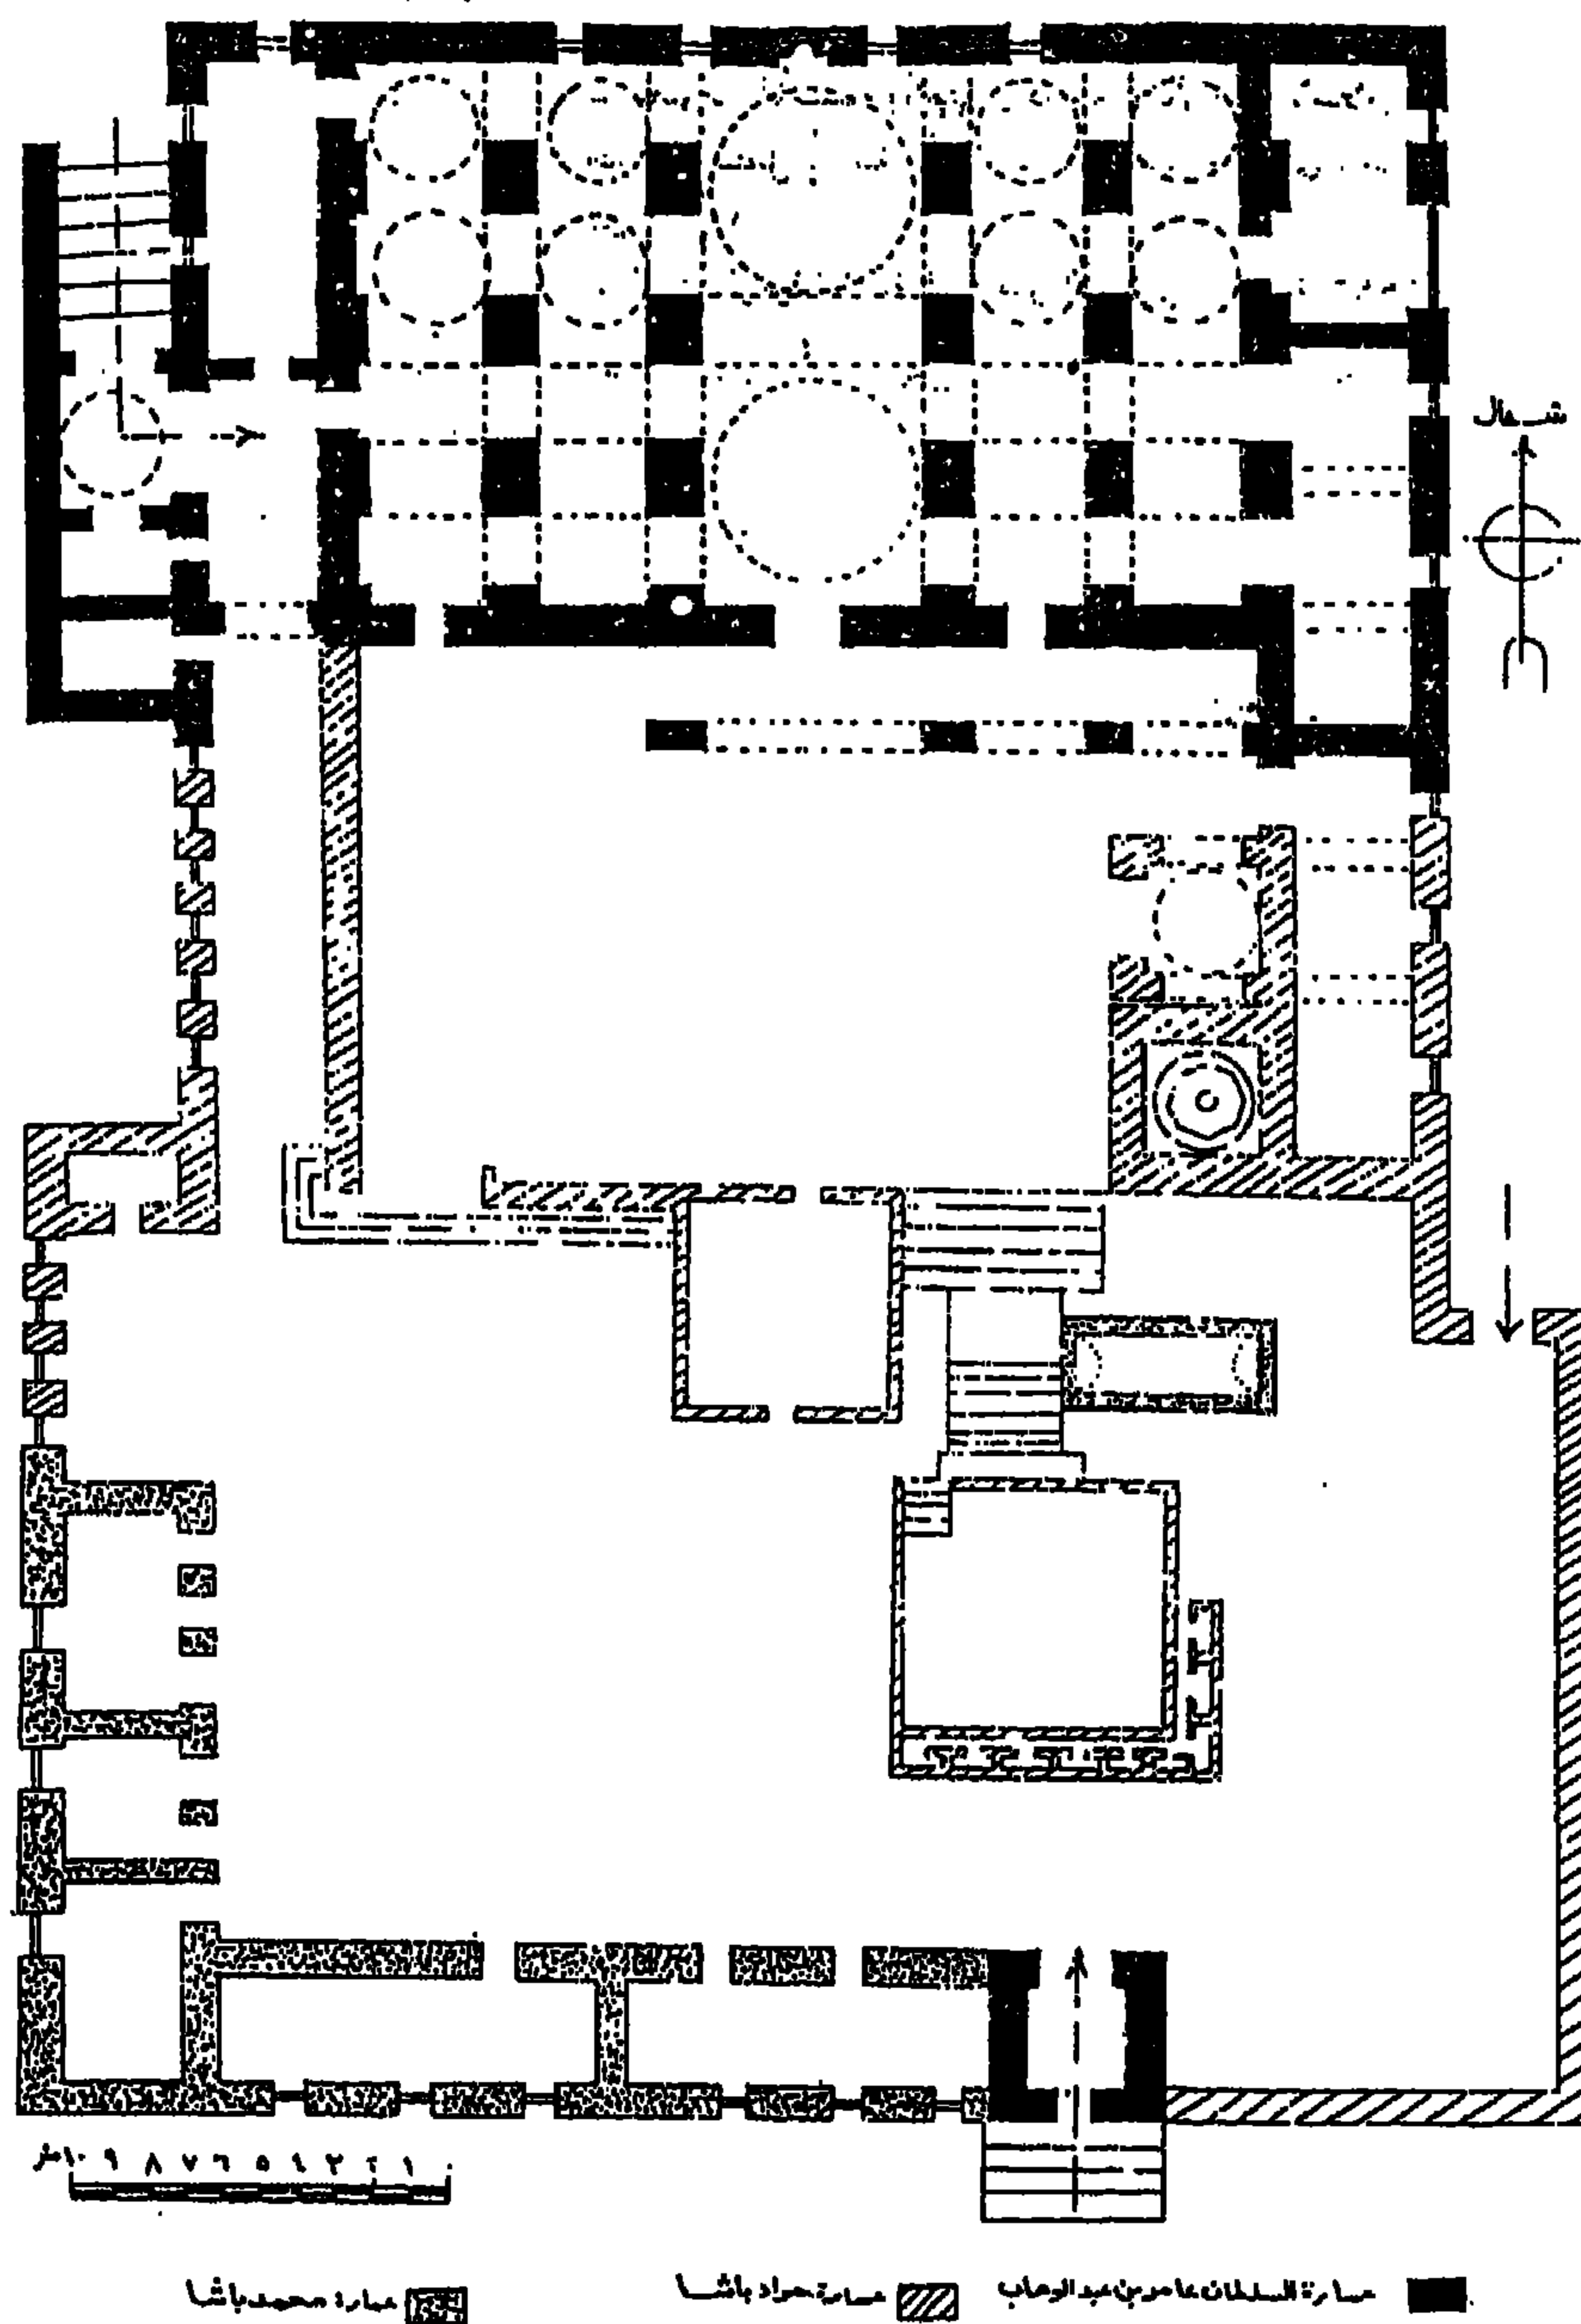 شمال
١ ٢ ٣ ٤ ٥ ٦ ٧ ٨ ٩ ١٠ متر
عمارة السلطان عامر بن عبد الوهاب
عمارة مراد باشا
عمارة محمد باشا